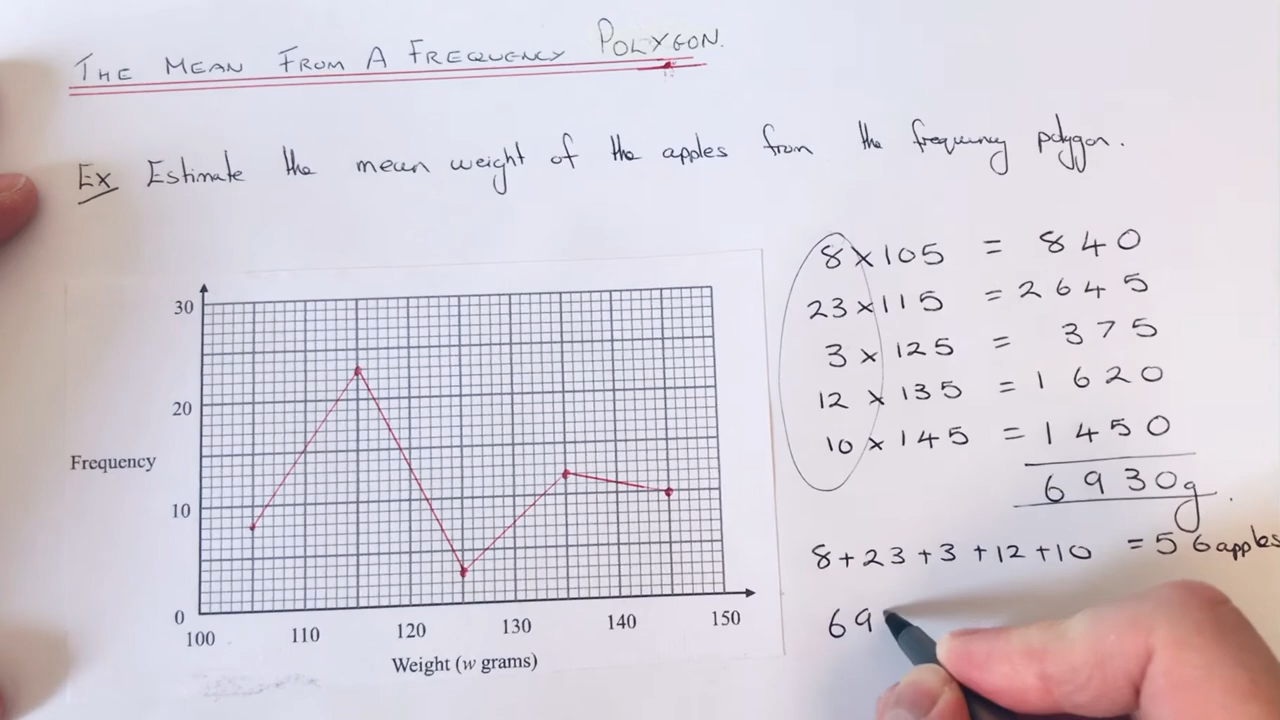 THE MEAN FROM A FREQUENCY POLYGON.
Ex Estimate the mean weight of the apples from the frequency polygon.
30
20
Frequency
10
0
100 110 120 130 140 150
Weight (w grams)
8 x 105 = 840
23 x 115 = 2645
3 x 125 = 375
12 x 135 = 1620
10 x 145 = 1450
6930g.
8 + 23 + 3 + 12 + 10 = 56 apples
69